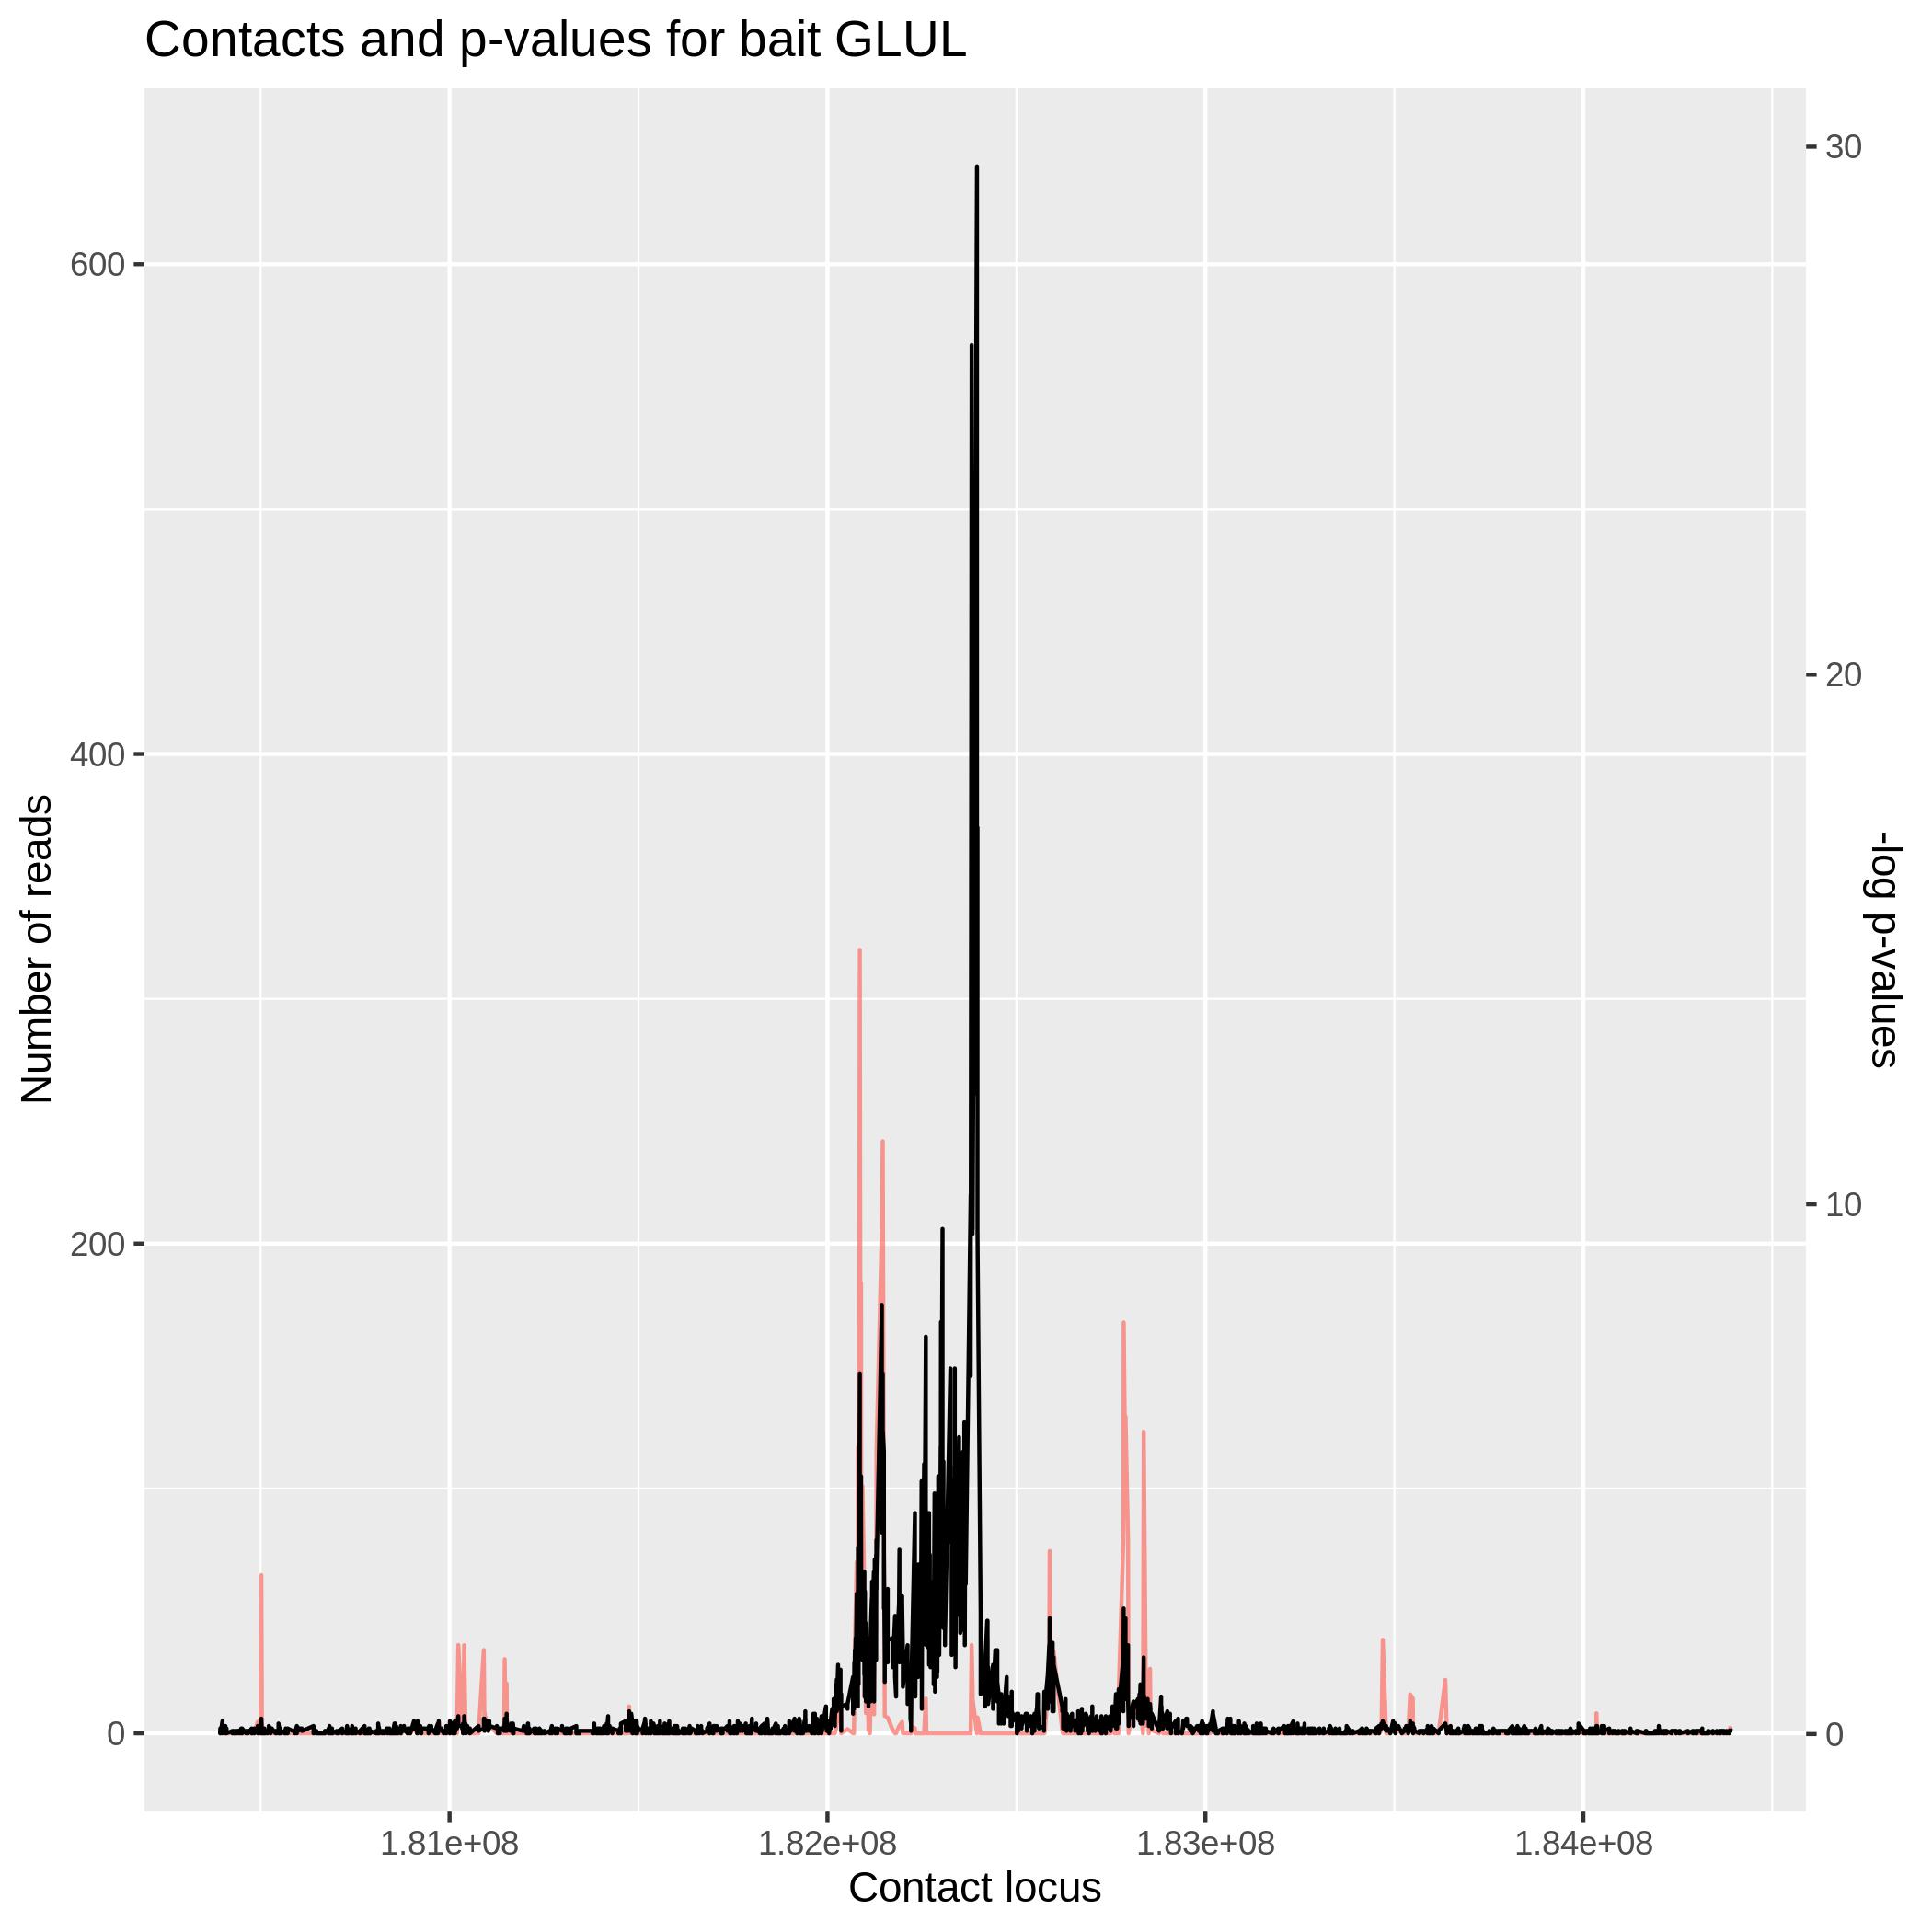 Contacts and p-values for bait GLUL
30
600
20
400
Number of reads
-log p-values
10
200
0
0
1.81e+08
1.82e+08
1.83e+08
1.84e+08
Contact locus